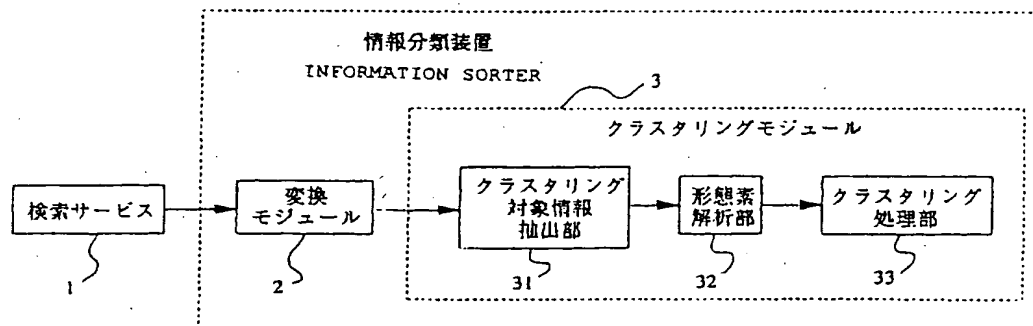 情報分類装置
INFORMATION SORTER
3
クラスタリングモジュール
検索サービス
変換
モジュール
クラスタリング
対象情報
抽出部
形態素
解析部
クラスタリング
処理部
1
2
31
32
33